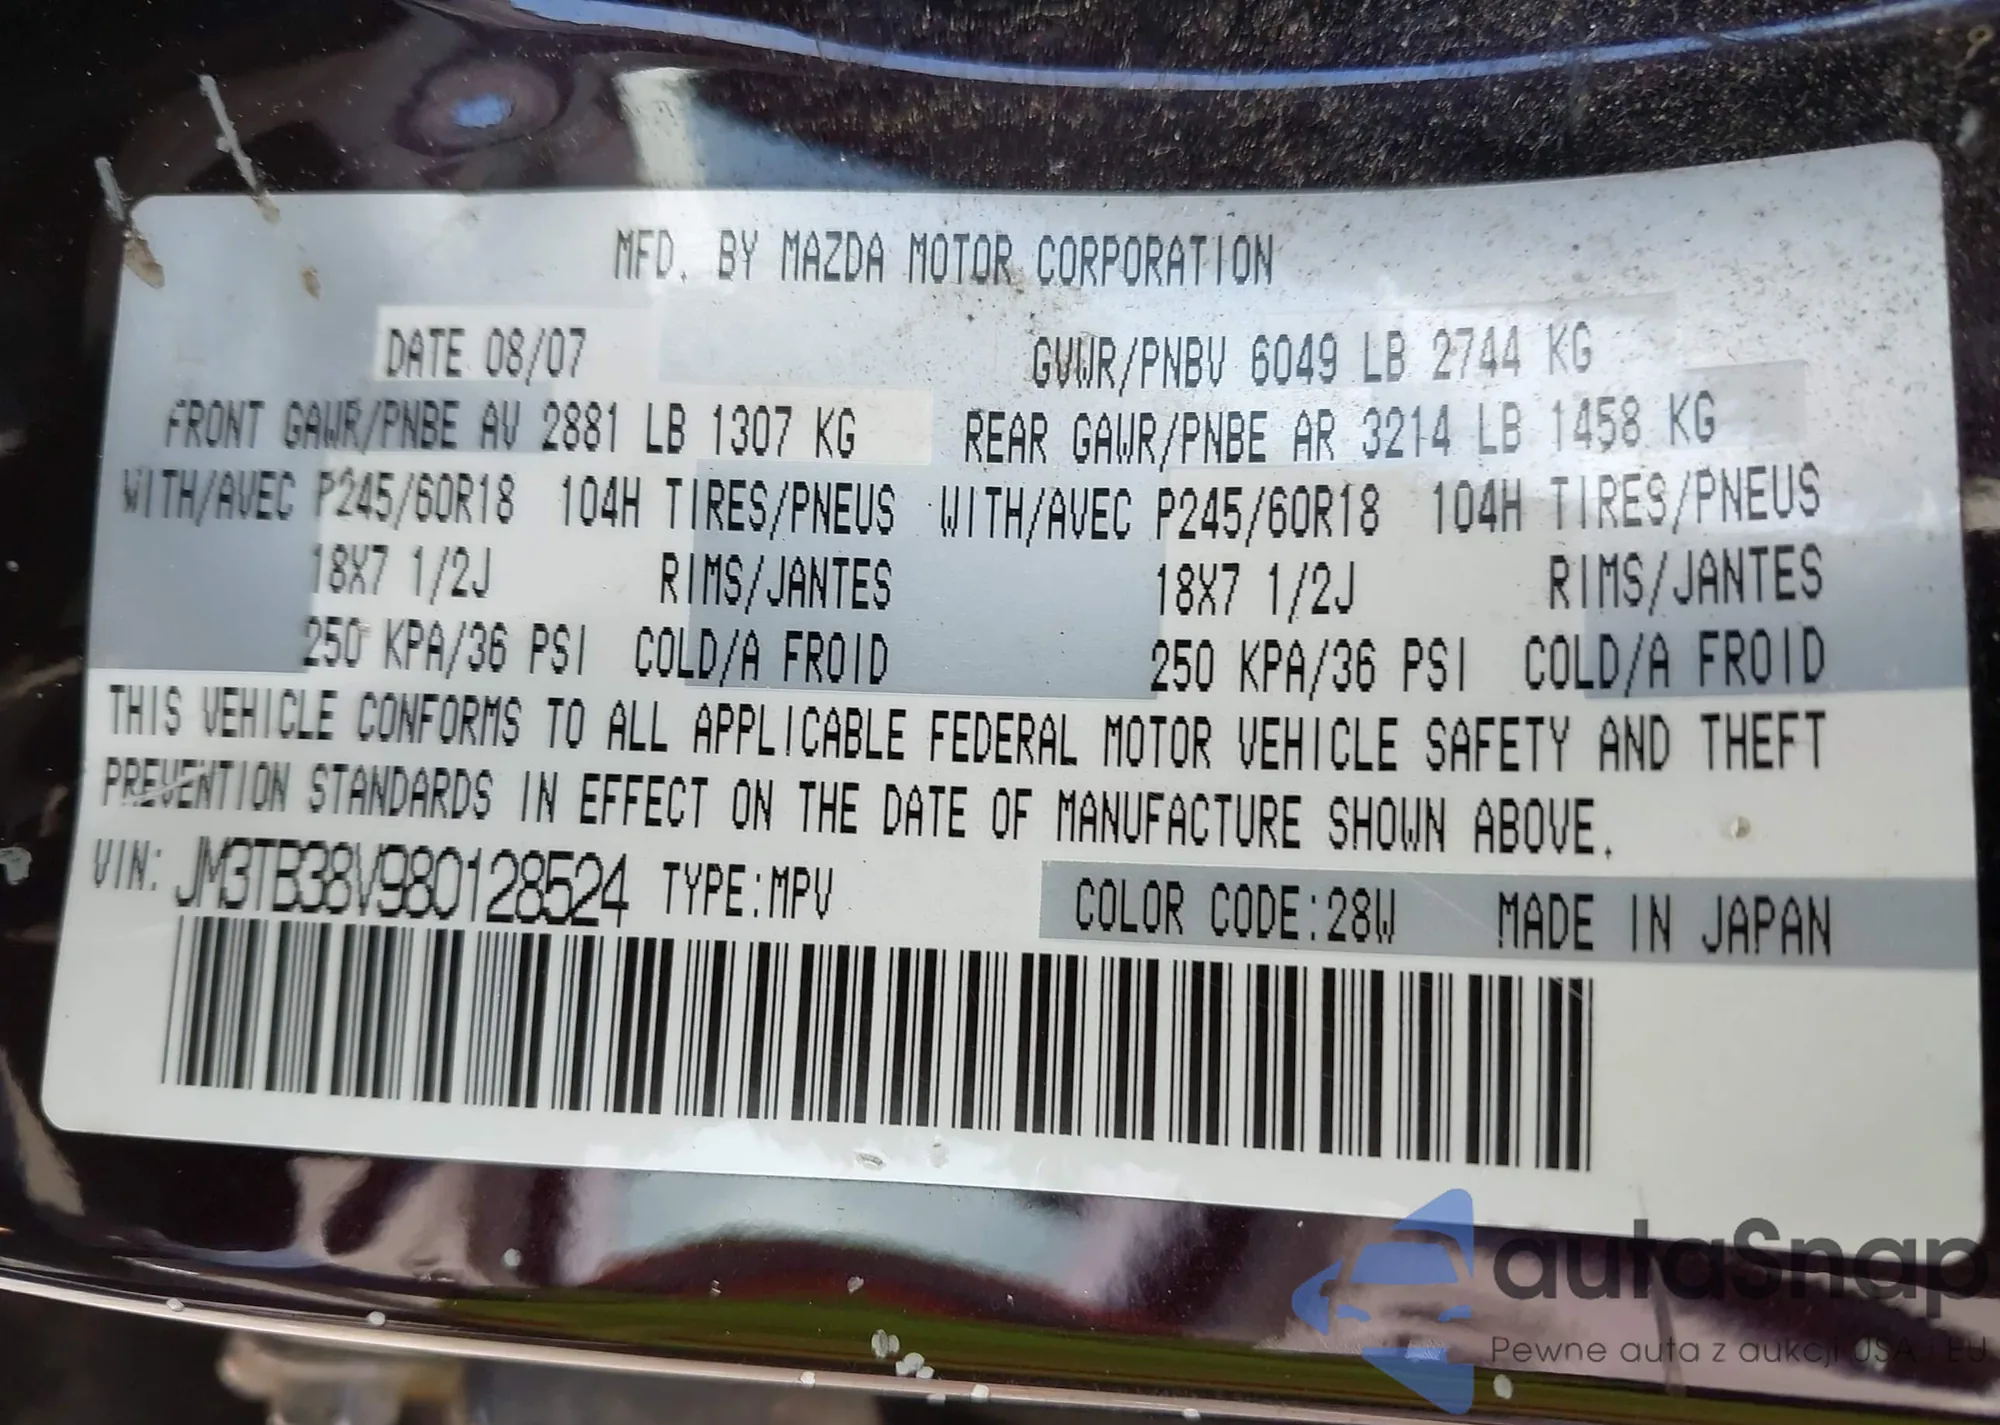 MFD. BY MAZDA MOTOR CORPORATION
DATE 08/07 GVWR/PNBV 6049 LB 2744 KG
FRONT GAWR/PNBE AV 2881 LB 1307 KG REAR GAWR/PNBE AR 3214 LB 1458 KG
WITH/AVEC P245/60R18 104H TIRES/PNEUS WITH/AVEC P245/60R18 104H TIRES/PNEUS
18X7 1/2J RIMS/JANTES 18X7 1/2J RIMS/JANTES
250 KPA/36 PSI COLD/A FROID 250 KPA/36 PSI COLD/A FROID
THIS VEHICLE CONFORMS TO ALL APPLICABLE FEDERAL MOTOR VEHICLE SAFETY AND THEFT
PREVENTION STANDARDS IN EFFECT ON THE DATE OF MANUFACTURE SHOWN ABOVE.
VIN: JM3TB38V980128524 TYPE:MPV COLOR CODE:28W MADE IN JAPAN
autaSnap
Pewne auta z aukcji USA i EU